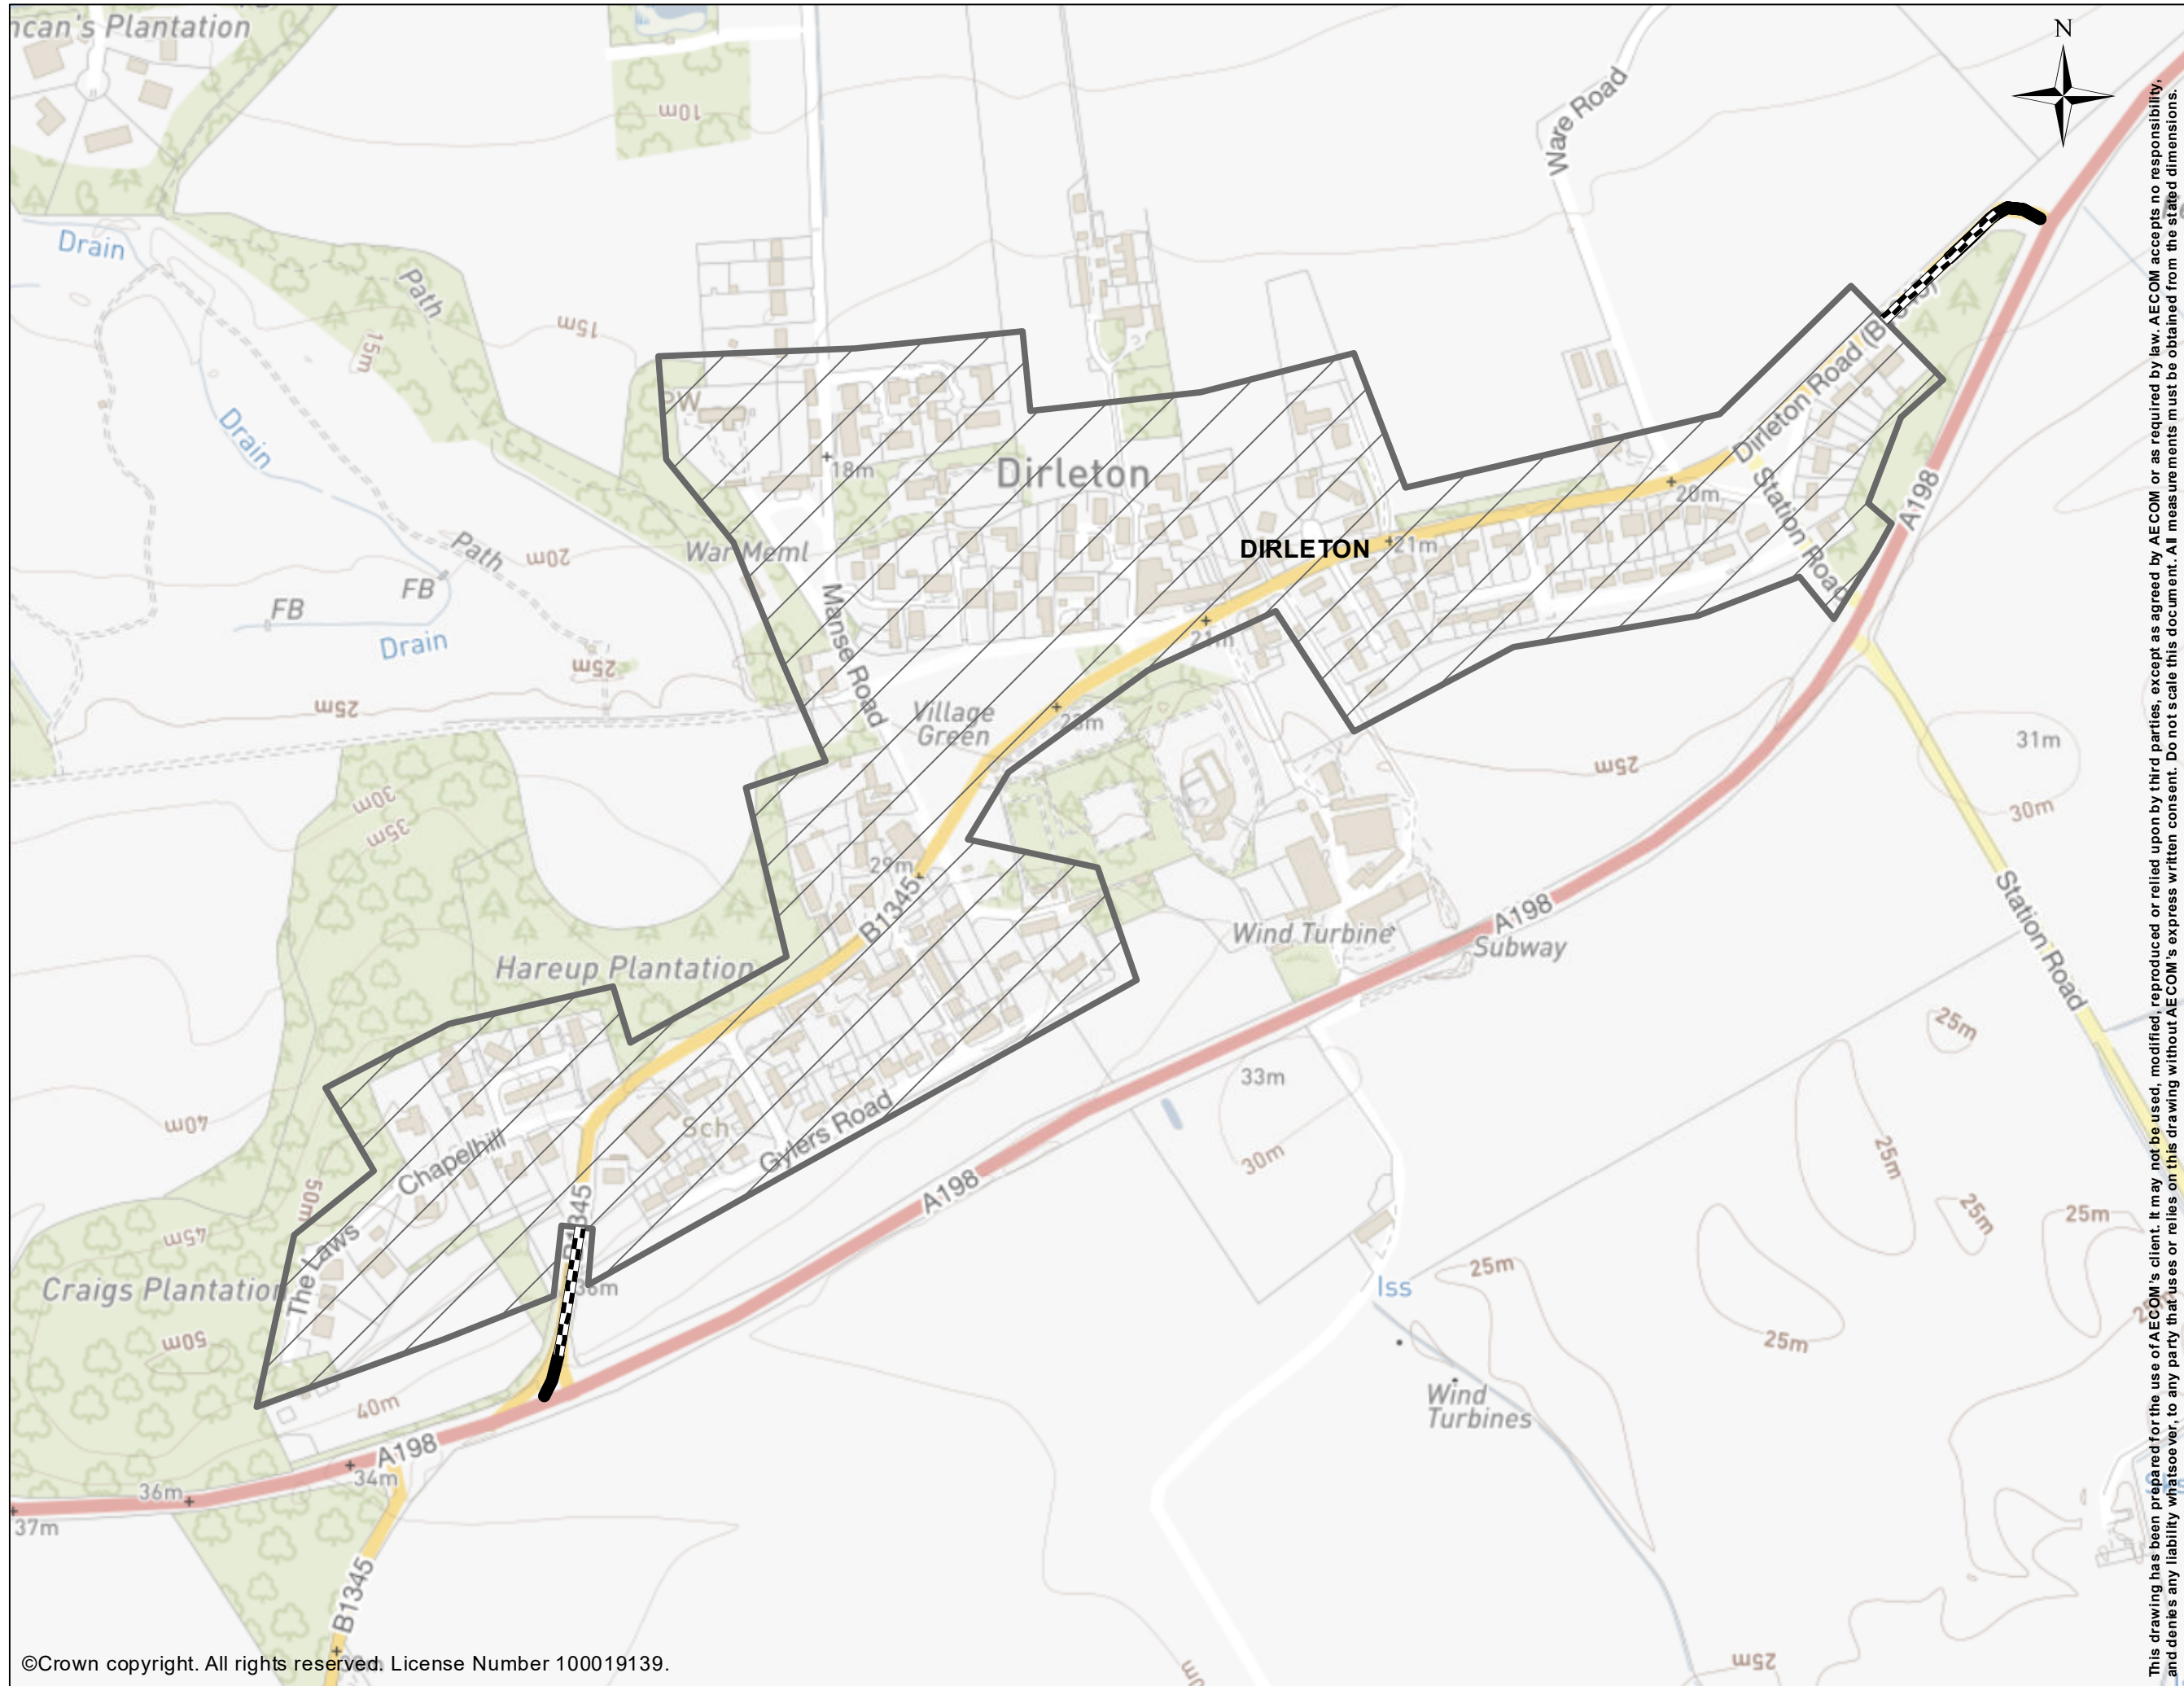 ncan's Plantation
N
10m
Ware Road
Drain
Path
15m
15m
Dirleton Road (B
PW
18m
Dirleton
Drain
20m
Station Road
A198
War Meml
Path
20m
DIRLETON
21m
FB
FB
Drain
Manse Road
21m
25m
25m
Village
Green
23m
25m
31m
30m
30m
35m
29m
B1345
Station Road
A198
Wind Turbine
Subway
Hareup Plantation
25m
33m
40m
Sch
Gylers Road
30m
25m
Chapelhill
50m
B1345
A198
25m
25m
45m
The Laws
Craigs Plantation
36m
Iss
25m
50m
25m
40m
Wind
Turbines
A198
34m
36m
37m
B1345
25m
©Crown copyright. All rights reserved. License Number 100019139.
This drawing has been prepared for the use of AECOM's client. It may not be used, modified, reproduced or relied upon by third parties, except as agreed by AECOM or as required by law. AECOM accepts no responsibility,
and denies any liability whatsoever, to any party that uses or relies on this drawing without AECOM's express written consent. Do not scale this document. All measurements must be obtained from the stated dimensions.